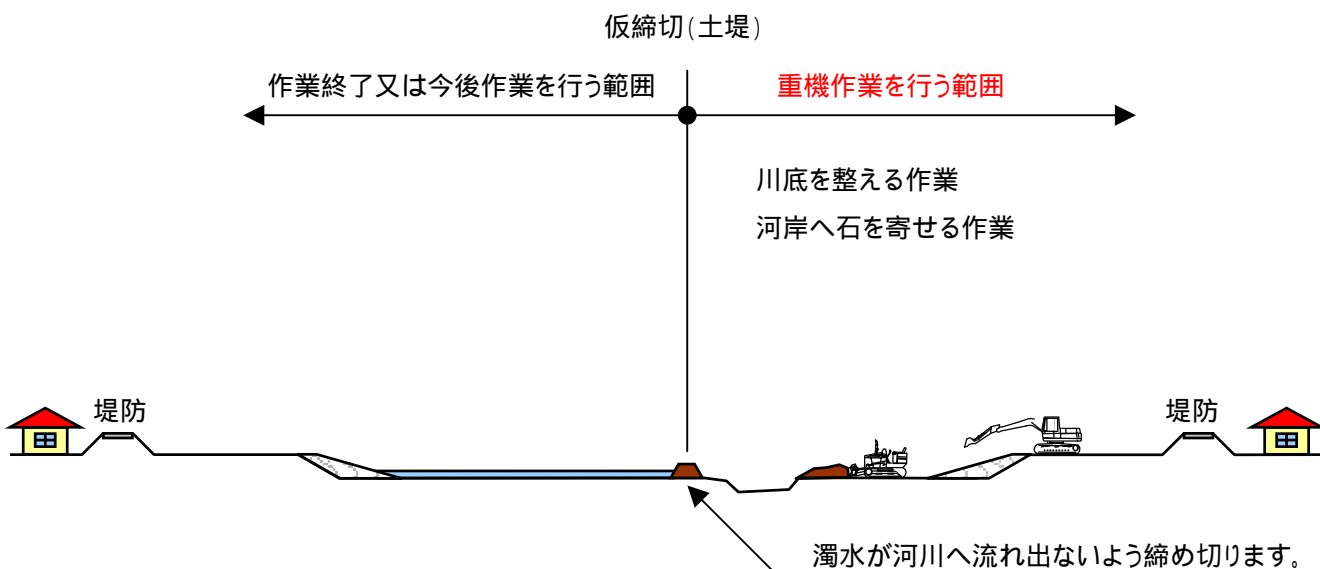 仮締切(土堤)
作業終了又は今後作業を行う範囲
重機作業を行う範囲
川底を整える作業
河岸へ石を寄せる作業
堤防
堤防
濁水が河川へ流れ出ないよう締め切ります。